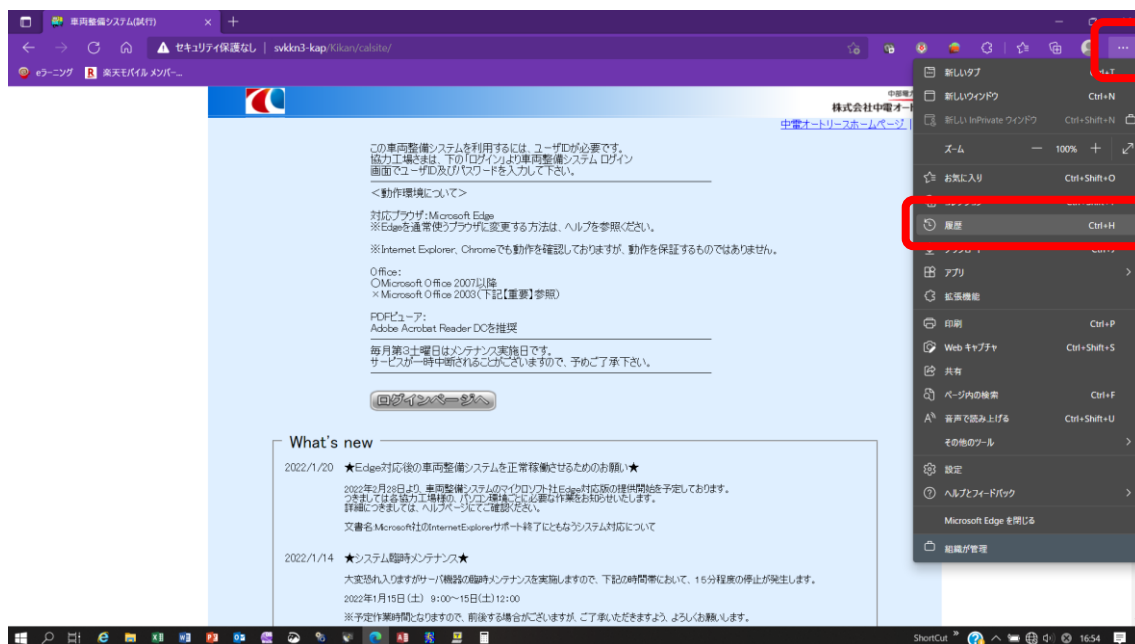 車両整備システム(試行)
セキュリティ保護なし svkkn3-kap/Kikan/calsite/
eラーニング 楽天モバイル メンバー...
株式会社中電オート
中電オートリースホームページ
この車両整備システムを利用するには、ユーザIDが必要です。
協力工場さまは、下の「ログイン」より車両整備システム ログイン
画面でユーザID及びパスワードを入力して下さい。
<動作環境について>
対応ブラウザ:Microsoft Edge
※Edgeを通常使うブラウザに変更する方法は、ヘルプを参照ください。
※Internet Explorer、Chromeでも動作を確認しておりますが、動作を保証するものではありません。
Office:
○Microsoft Office 2007以降
×Microsoft Office 2003(下記【重要】参照)
PDFビューア:
Adobe Acrobat Reader DCを推奨
毎月第3土曜日はメンテナンス実施日です。
サービスが一時中断されることがございますので、予めご了承下さい。
ログインページへ
What's new
2022/1/20 ★Edge対応後の車両整備システムを正常稼働させるためのお願い★
2022年2月28日より、車両整備システムのマイクロソフト社Edge対応版の提供開始を予定しております。
つきましては各協力工場様の、パソコン環境ごとに必要な作業をお知らせいたします。
詳細につきましては、ヘルプページにてご確認ください。
文書名:Microsoft社のInternetExplorerサポート終了にともなうシステム対応について
2022/1/14 ★システム臨時メンテナンス★
大変恐れ入りますがサーバ機器の臨時メンテナンスを実施しますので、下記の時間帯において、15分程度の停止が発生します。
2022年1月15日(土) 9:00~15日(土)12:00
※予定作業時間となりますので、前後する場合がございますが、ご了承いただきますよう、よろしくお願いします。
新しいタブ Ctrl+T
新しいウィンドウ Ctrl+N
新しい InPrivate ウィンドウ Ctrl+Shift+N
ズーム 100%
お気に入り Ctrl+Shift+O
履歴 Ctrl+H
アプリ
拡張機能
印刷 Ctrl+P
Web キャプチャ Ctrl+Shift+S
共有
ページ内の検索 Ctrl+F
音声で読み上げる Ctrl+Shift+U
その他のツール
設定
ヘルプとフィードバック
Microsoft Edge を閉じる
組織が管理
ShortCut 16:54